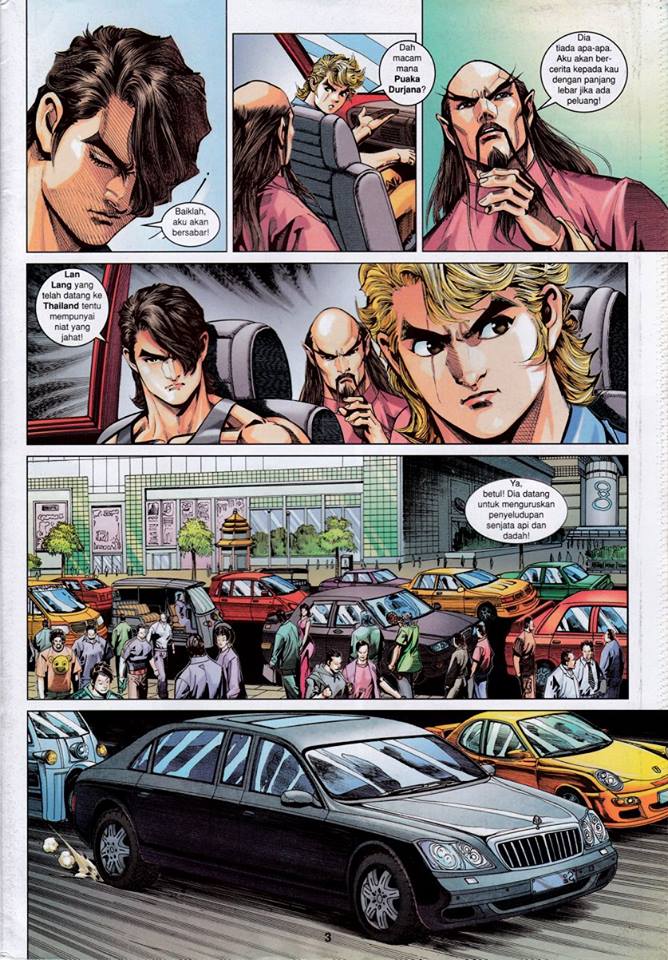 Baiklah,
aku akan
bersabar!
Dah
macam
mana
Puaka
Durjana?
Dia
tiada apa-apa.
Aku akan ber-
cerita kepada kau
dengan panjang
lebar jika ada
peluang!
Lan
Lang yang
telah datang ke
Thailand tentu
mempunyai
niat yang
jahat!
Ya,
betul! Dia datang
untuk menguruskan
penyeludupan
senjata api dan
dadah!
3